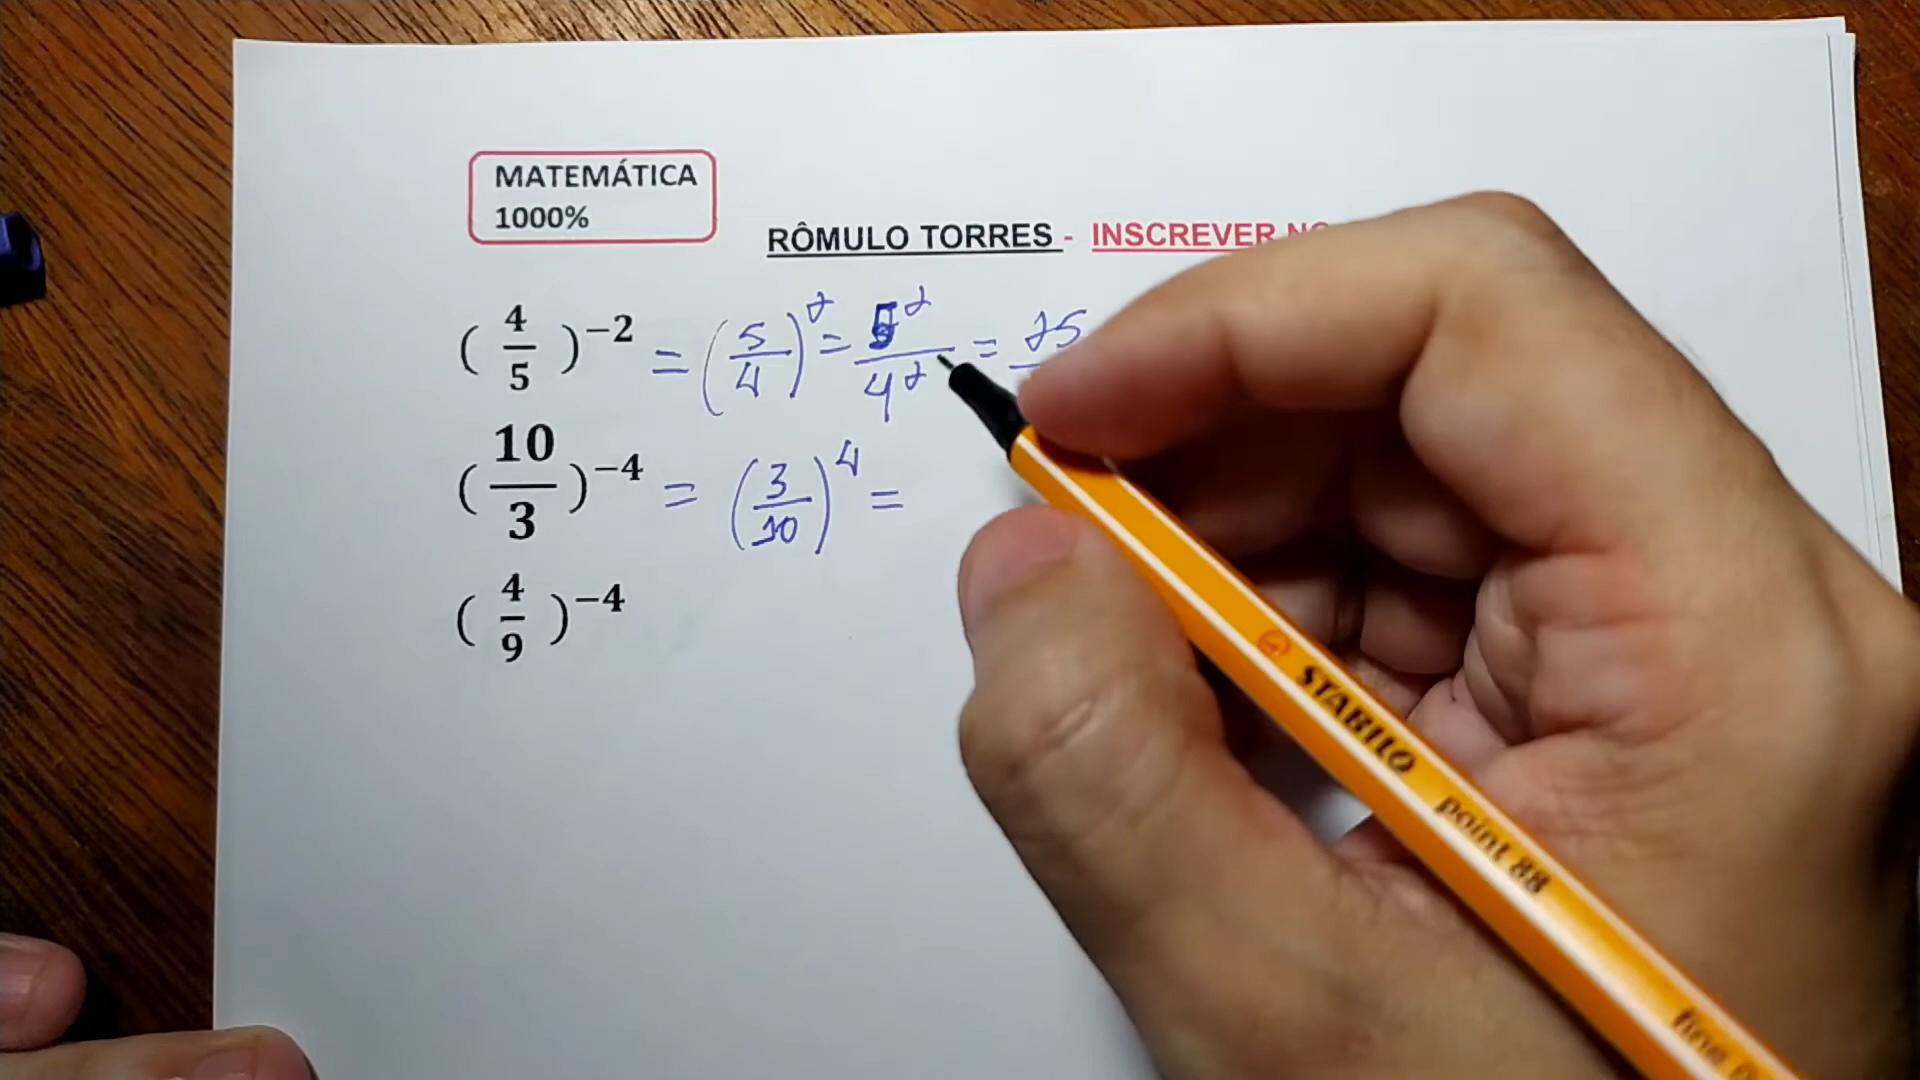 MATEMÁTICA
1000%
RÔMULO TORRES - INSCREVER
(4/5)^-2 = (5/4)^2 = 5^2/4^2 = 25
(10/3)^-4 = (3/10)^4 =
(4/9)^-4
STABILO point 88 fine